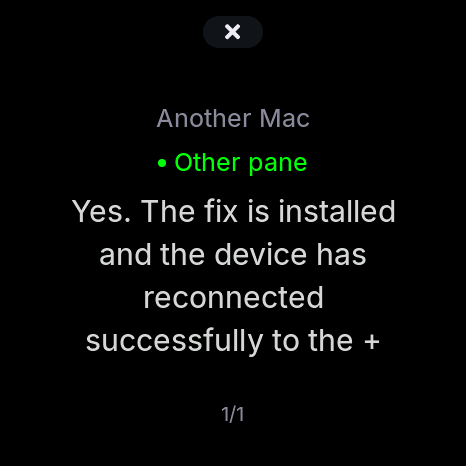 Another Mac
• Other pane
Yes. The fix is installed
and the device has
reconnected
successfully to the +
1/1